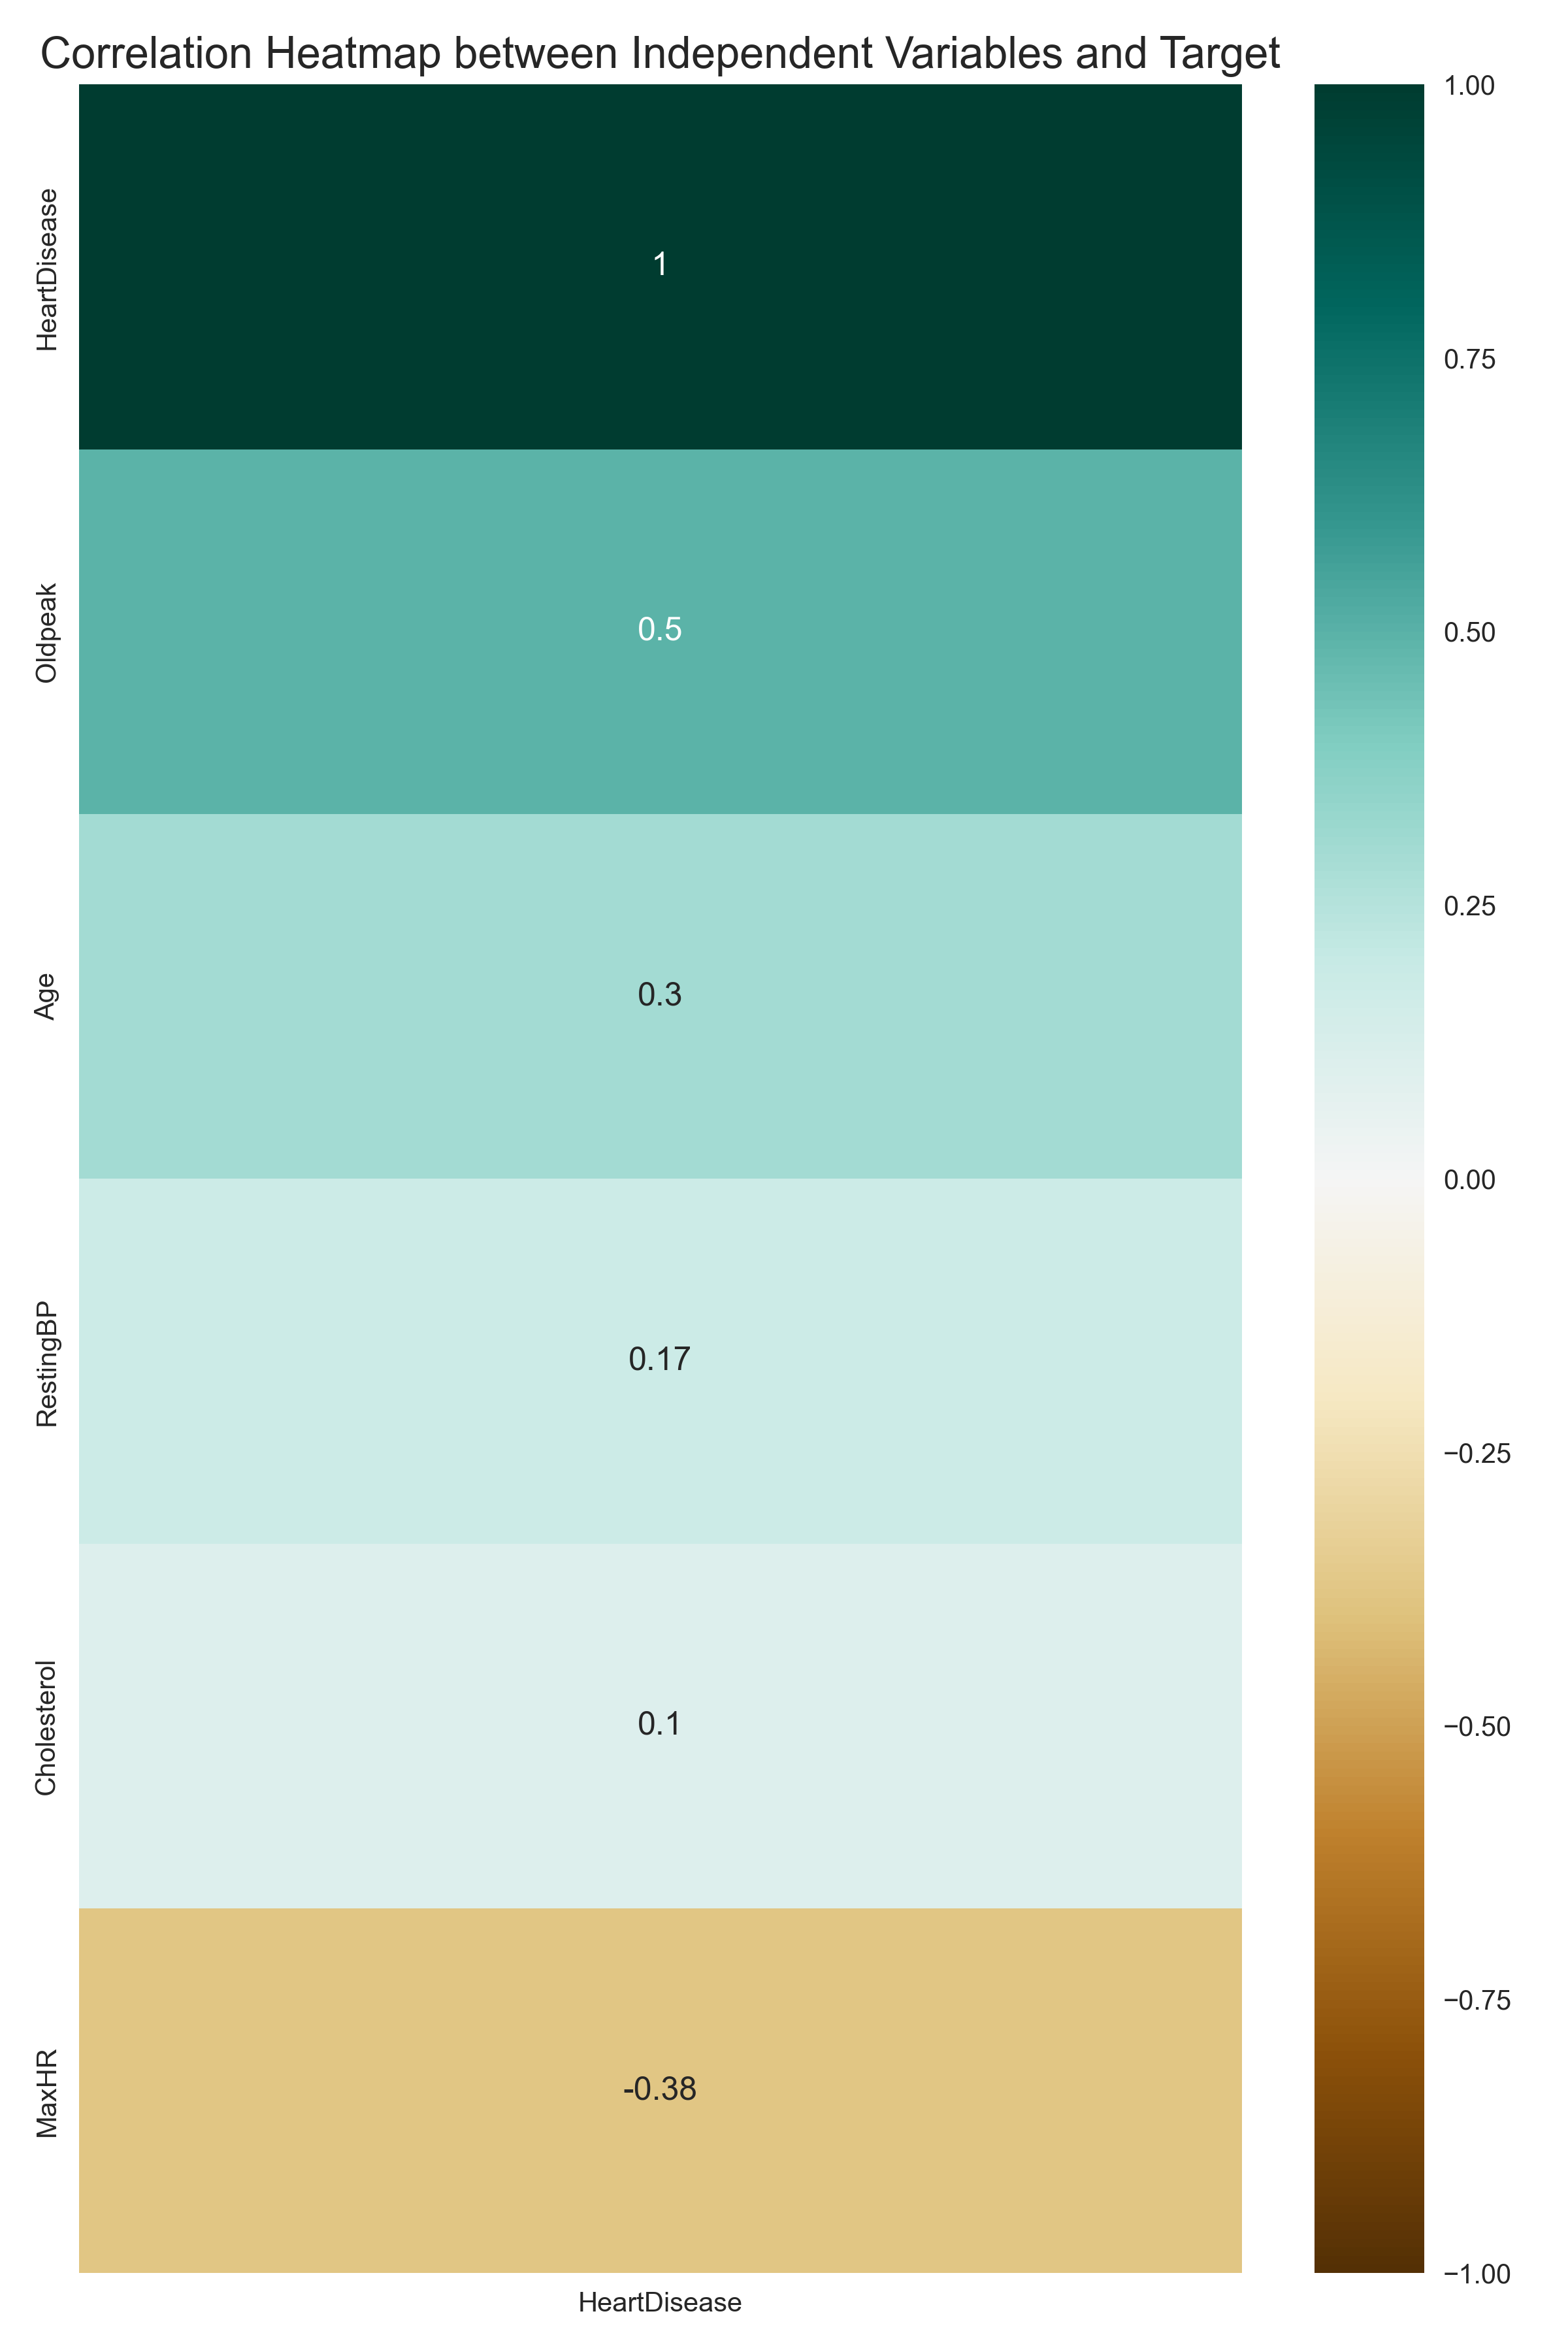 Correlation Heatmap between Independent Variables and Target
HeartDisease
1
Oldpeak
0.5
Age
0.3
RestingBP
0.17
Cholesterol
0.1
MaxHR
-0.38
HeartDisease
1.00
0.75
0.50
0.25
0.00
−0.25
−0.50
−0.75
−1.00